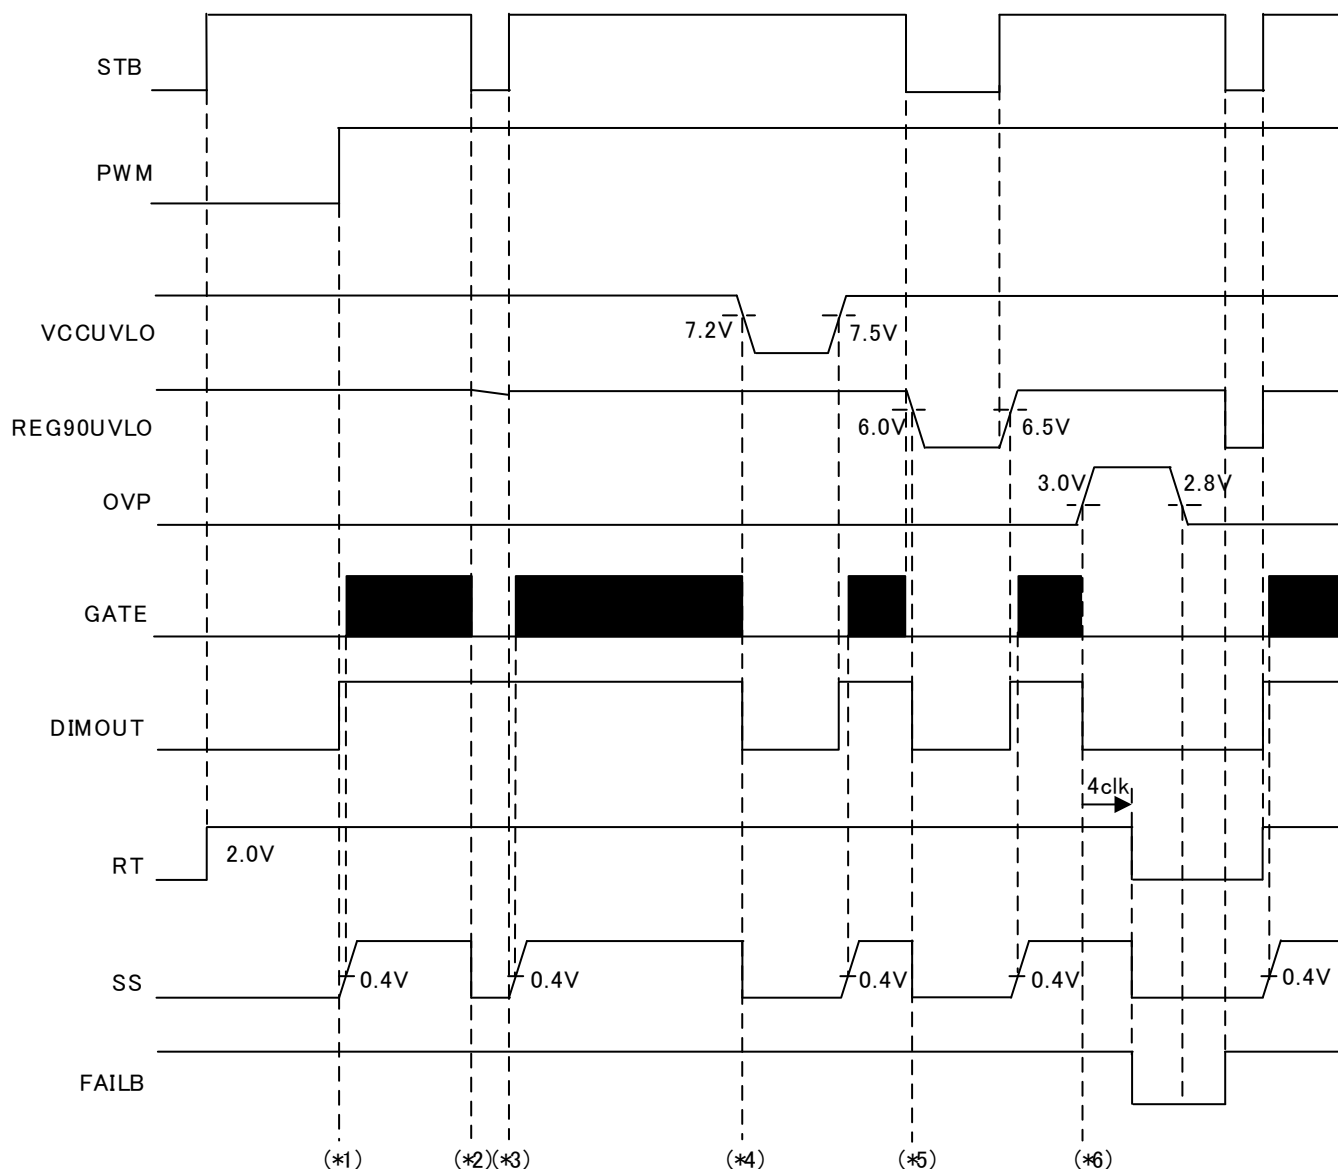 STB
PWM
VCCUVLO
7.2V
7.5V
REG90UVLO
6.0V
6.5V
OVP
3.0V
2.8V
GATE
DIMOUT
4clk
RT
2.0V
SS
0.4V
0.4V
0.4V
0.4V
0.4V
FAILB
(*1) (*2)(*3) (*4) (*5) (*6)